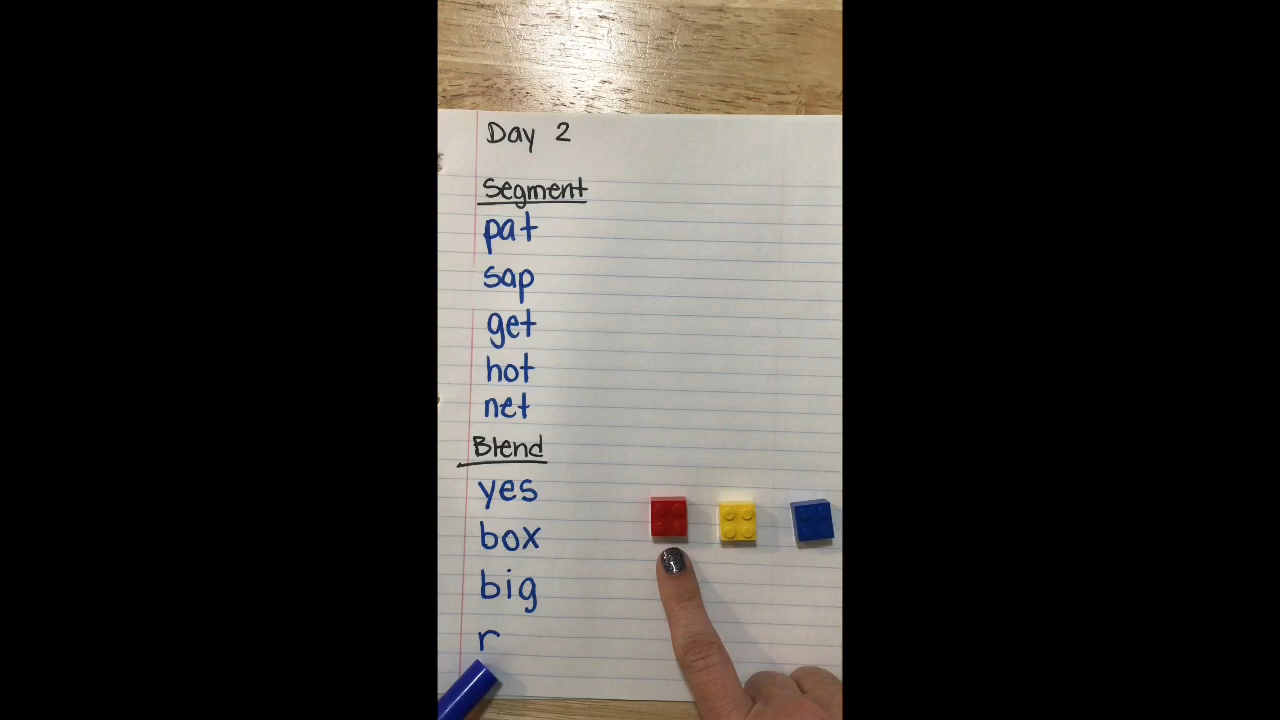 Day 2
Segment
pat
sap
get
hot
net
Blend
yes
box
big
r